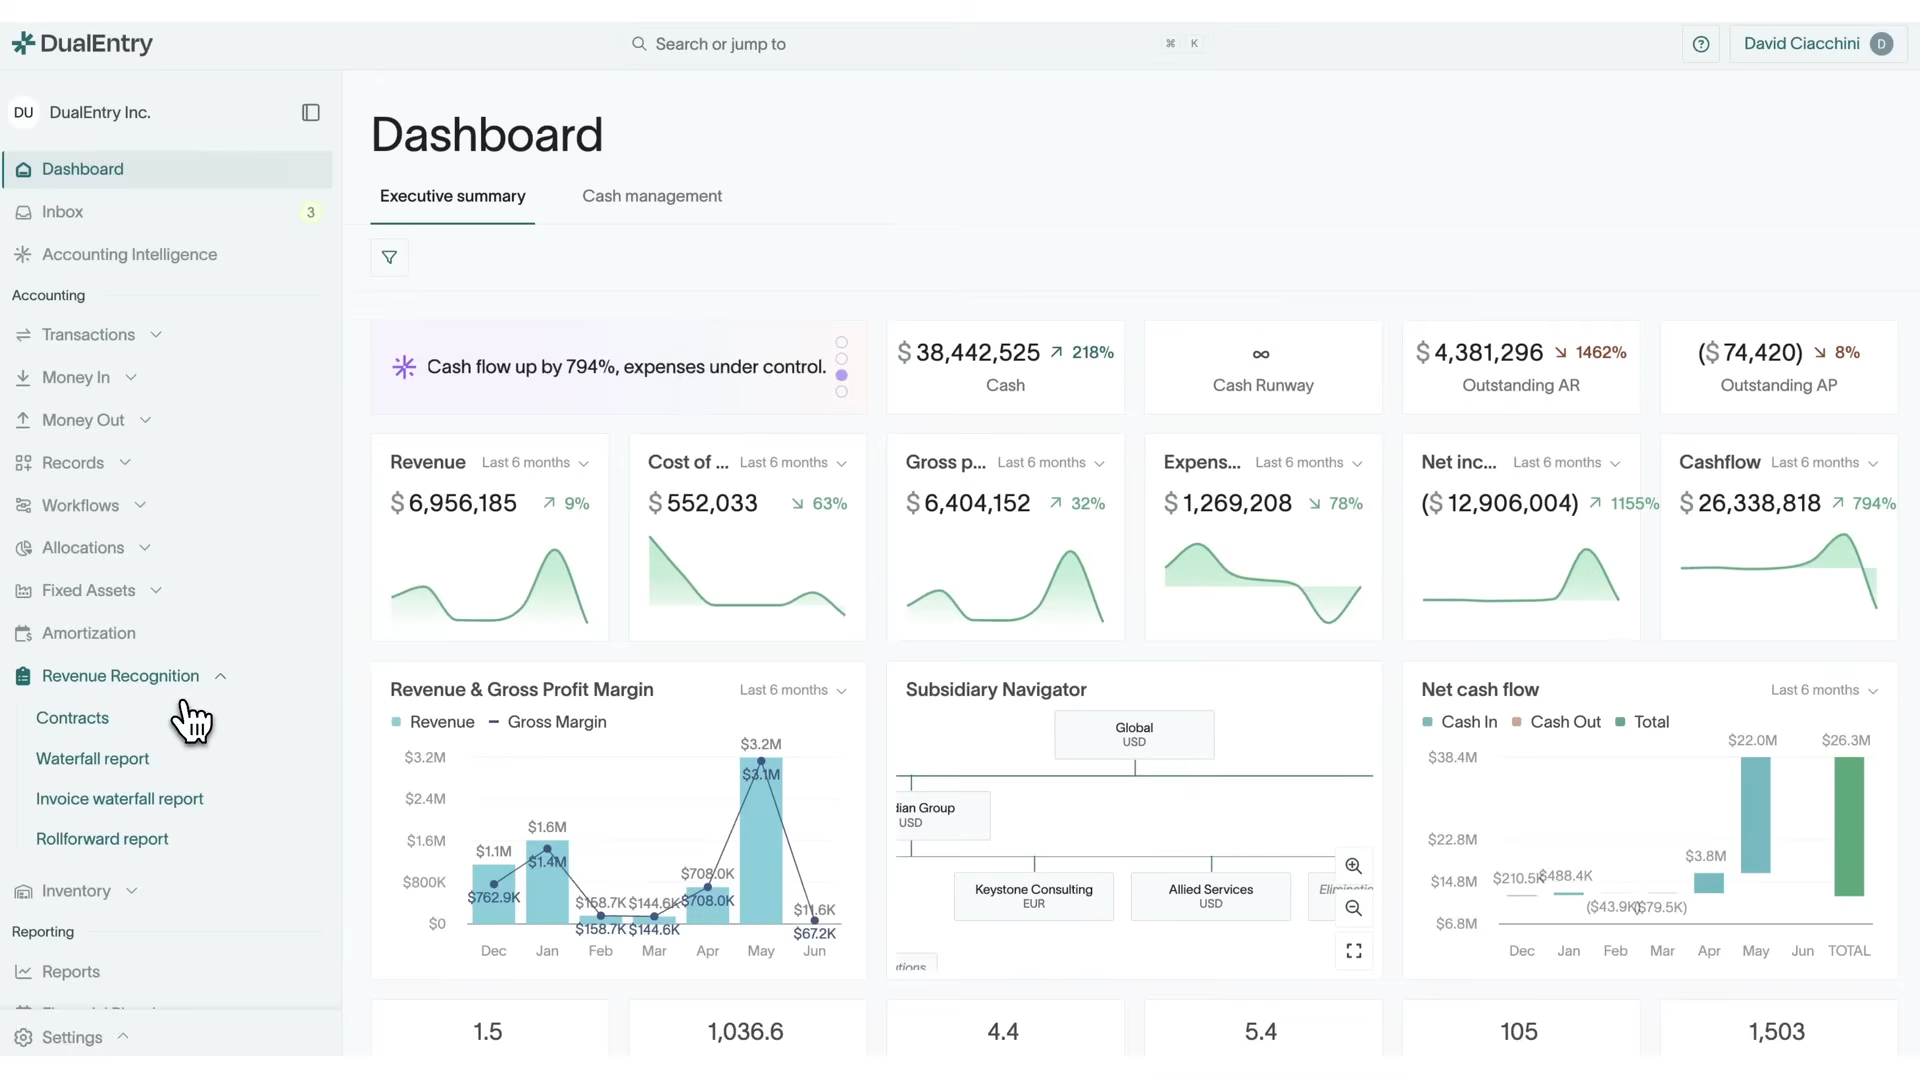 DualEntry
Search or jump to
⌘ K
David Ciacchini D
DU DualEntry Inc.
Dashboard
Inbox 3
Accounting Intelligence
Accounting
Transactions
Money In
Money Out
Records
Workflows
Allocations
Fixed Assets
Amortization
Revenue Recognition
Contracts
Waterfall report
Invoice waterfall report
Rollforward report
Inventory
Reporting
Reports
Settings
Dashboard
Executive summary Cash management
Cash flow up by 794%, expenses under control.
$ 38,442,525 218%
Cash
∞
Cash Runway
$ 4,381,296 1462%
Outstanding AR
($ 74,420) 8%
Outstanding AP
Revenue Last 6 months
$ 6,956,185 9%
Cost of ... Last 6 months
$ 552,033 63%
Gross p... Last 6 months
$ 6,404,152 32%
Expens... Last 6 months
$ 1,269,208 78%
Net inc... Last 6 months
($ 12,906,004) 1155%
Cashflow Last 6 months
$ 26,338,818 794%
Revenue & Gross Profit Margin Last 6 months
Revenue Gross Margin
$3.2M
$2.4M
$1.6M
$800K
$0
$1.1M
$762.9K
$1.6M
$1.4M
$158.7K
$158.7K
$144.6K
$144.6K
$708.0K
$708.0K
$3.2M
$3.1M
$11.6K
$67.2K
Dec Jan Feb Mar Apr May Jun
Subsidiary Navigator
Global
USD
dian Group
USD
Keystone Consulting
EUR
Allied Services
USD
Net cash flow Last 6 months
Cash In Cash Out Total
$38.4M
$22.8M
$14.8M
$6.8M
$210.5K
$488.4K
($43.9K)
($79.5K)
$3.8M
$22.0M
$26.3M
Dec Jan Feb Mar Apr May Jun TOTAL
1.5 1,036.6 4.4 5.4 105 1,503